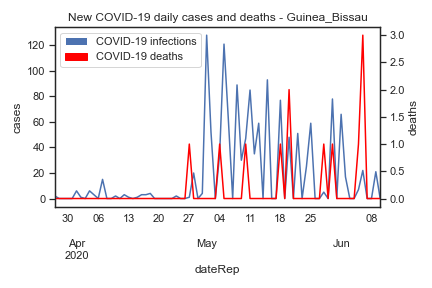 New COVID-19 daily cases and deaths - Guinea_Bissau
COVID-19 infections
COVID-19 deaths
120
100
80
60
40
20
0
cases
3.0
2.5
2.0
1.5
1.0
0.5
0.0
deaths
30 06 13 20 27 04 11 18 25 08
Apr May Jun
2020
dateRep